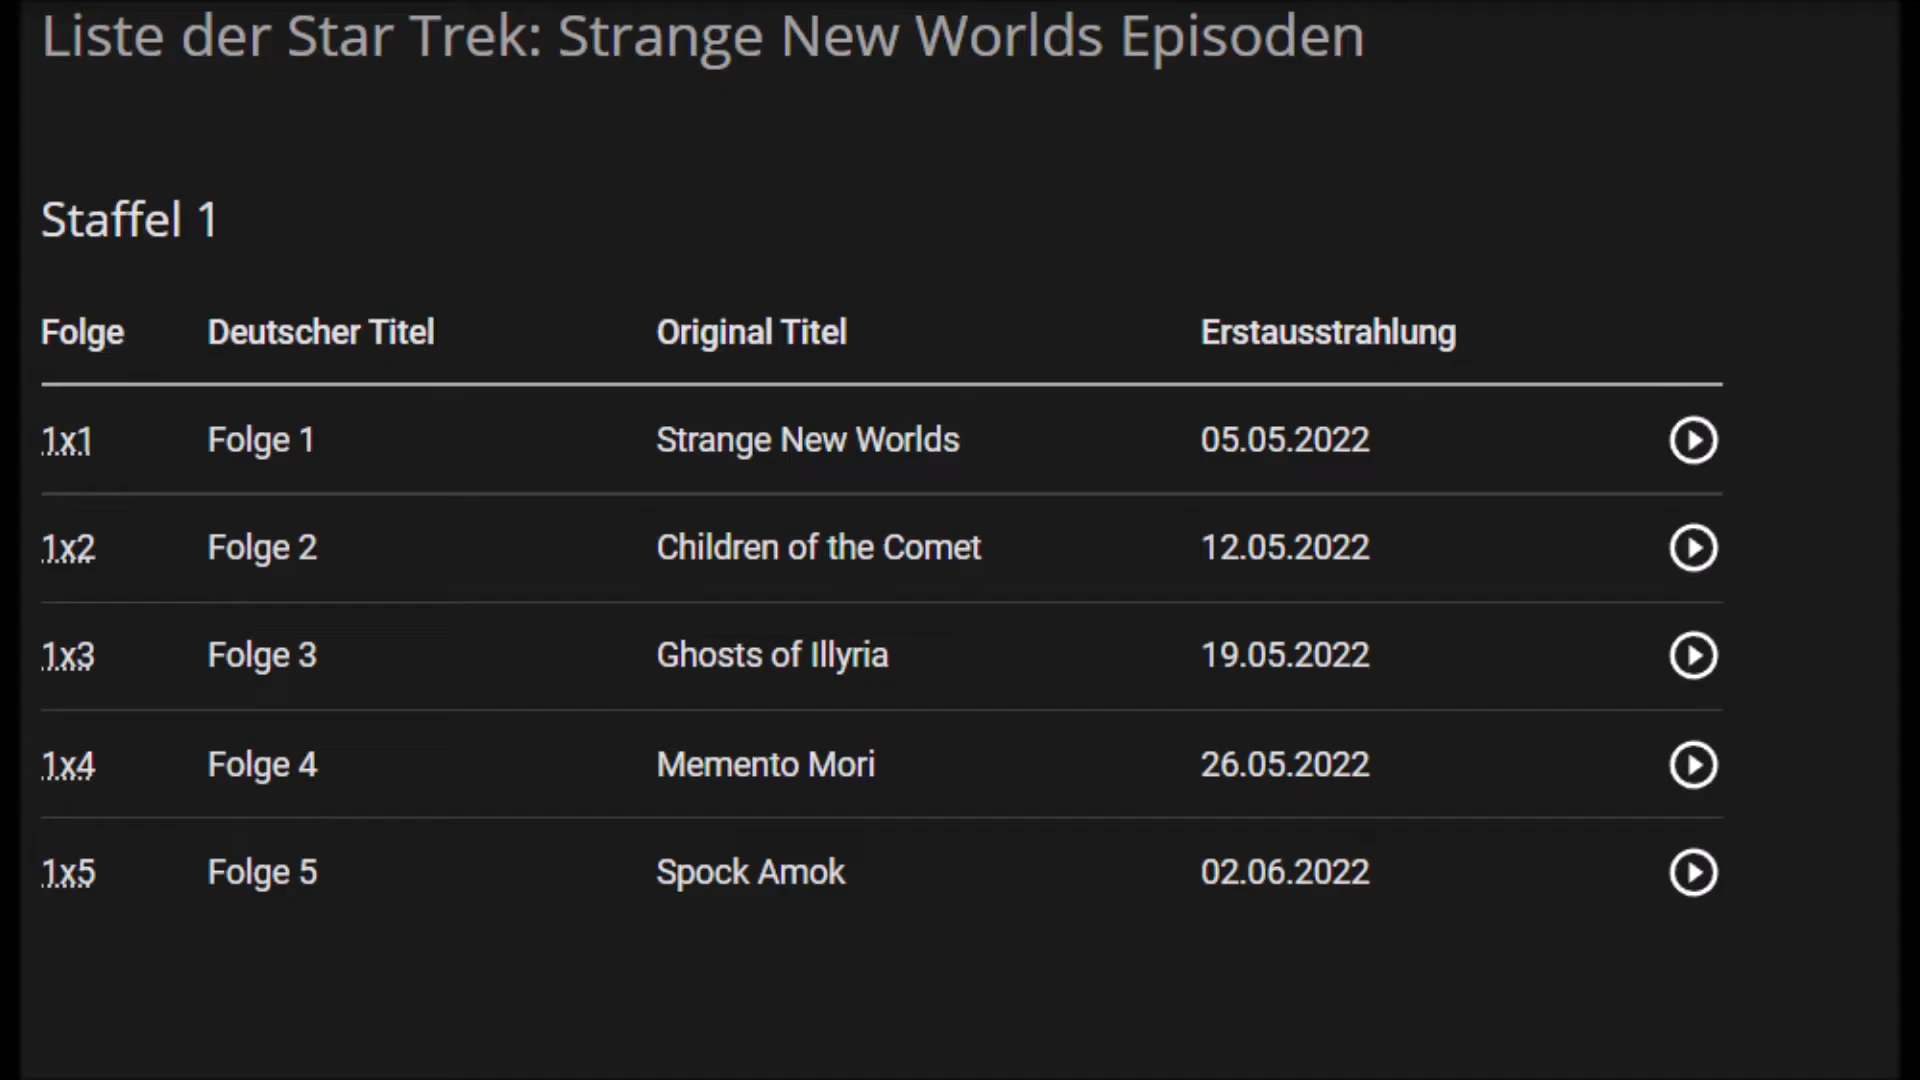 Liste der Star Trek: Strange New Worlds Episoden
Staffel 1
Folge Deutscher Titel Original Titel Erstausstrahlung
1x1 Folge 1 Strange New Worlds 05.05.2022
1x2 Folge 2 Children of the Comet 12.05.2022
1x3 Folge 3 Ghosts of Illyria 19.05.2022
1x4 Folge 4 Memento Mori 26.05.2022
1x5 Folge 5 Spock Amok 02.06.2022